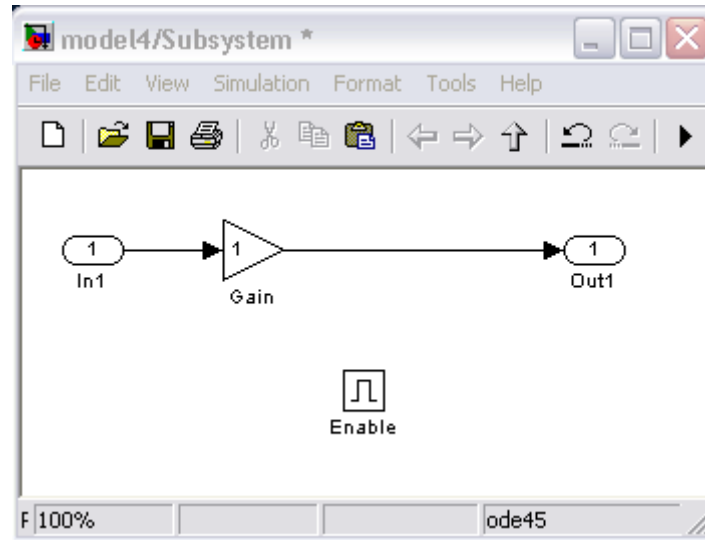 model4/Subsystem *
File Edit View Simulation Format Tools Help
1 1 1
In1 Gain Out1
Enable
F 100% ode45